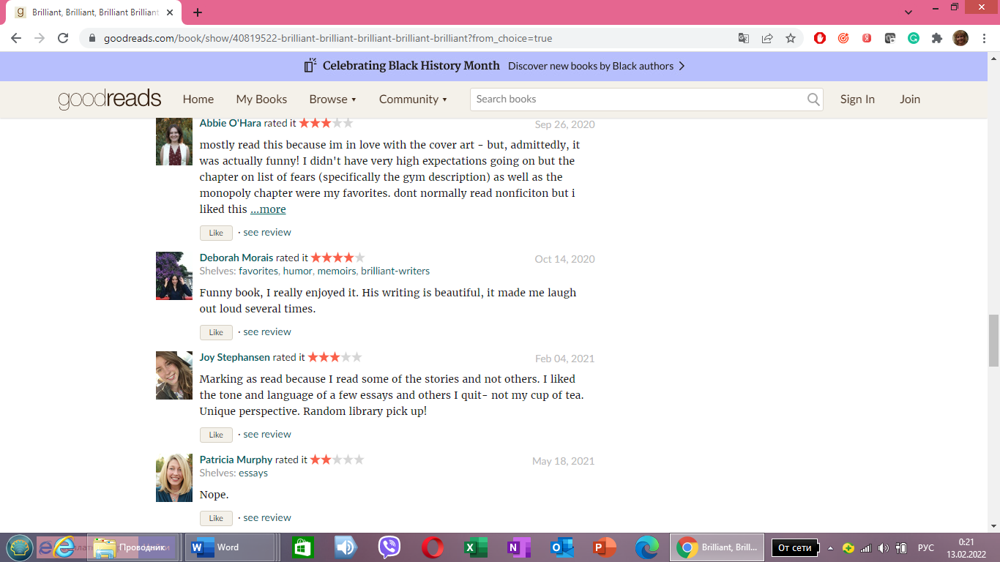 Brilliant, Brilliant, Brilliant Brilliant
goodreads.com/book/show/40819522-brilliant-brilliant-brilliant-brilliant-brilliant?from_choice=true
Celebrating Black History Month Discover new books by Black authors
goodreads Home My Books Browse Community Search books Sign In Join
Abbie O'Hara rated it Sep 26, 2020
mostly read this because im in love with the cover art - but, admittedly, it
was actually funny! I didn't have very high expectations going on but the
chapter on list of fears (specifically the gym description) as well as the
monopoly chapter were my favorites. dont normally read nonficiton but i
liked this ...more
Like · see review
Deborah Morais rated it Oct 14, 2020
Shelves: favorites, humor, memoirs, brilliant-writers
Funny book, I really enjoyed it. His writing is beautiful, it made me laugh
out loud several times.
Like · see review
Joy Stephansen rated it Feb 04, 2021
Marking as read because I read some of the stories and not others. I liked
the tone and language of a few essays and others I quit- not my cup of tea.
Unique perspective. Random library pick up!
Like · see review
Patricia Murphy rated it May 18, 2021
Shelves: essays
Nope.
Like · see review
Проводник Word Brilliant, Brill... От сети РУС 0:21
13.02.2022